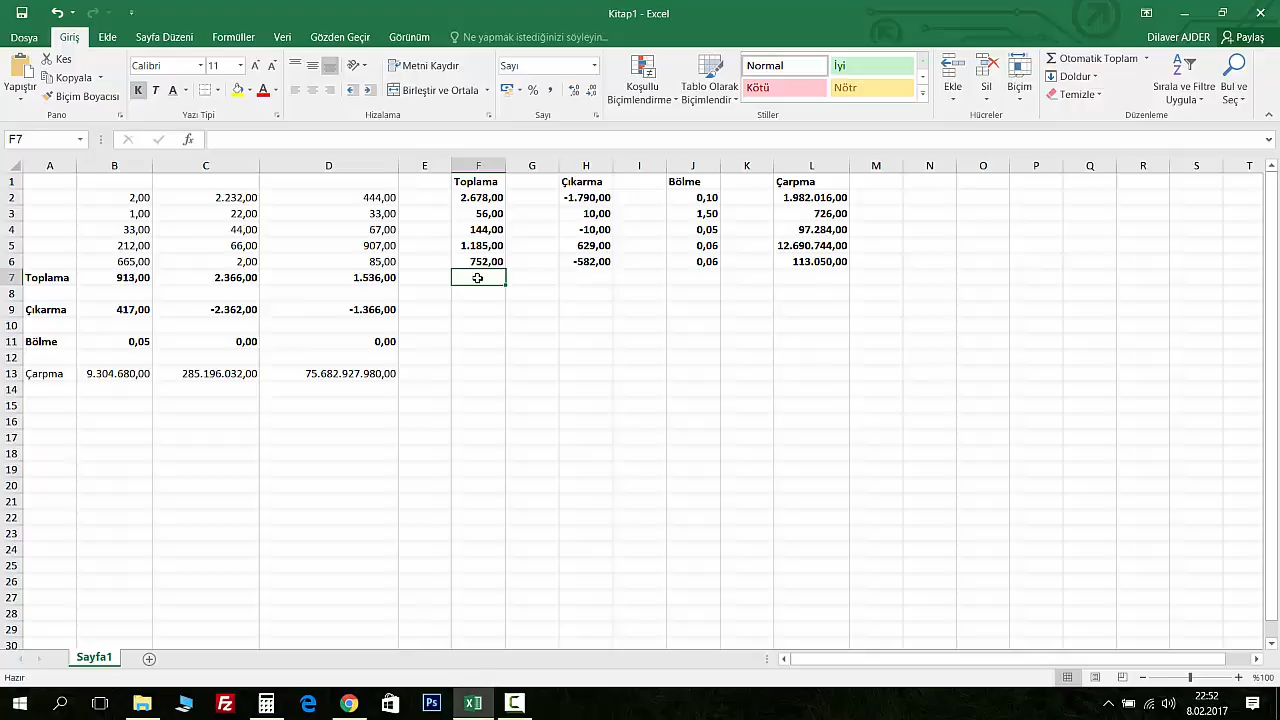 Kitap1 - Excel
Dosya Giriş Ekle Sayfa Düzeni Formüller Veri Gözden Geçir Görünüm Ne yapmak istediğinizi söyleyin... Dilaver AJDER Paylaş
Yapıştır
Kes
Kopyala
Biçim Boyacısı
Pano
Calibri 11
K T A
Yazı Tipi
Metni Kaydır
Birleştir ve Ortala
Hizalama
Sayı
%
Sayı
Koşullu Biçimlendirme
Tablo Olarak Biçimlendir
Normal İyi
Kötü Nötr
Stiller
Ekle Sil Biçim
Hücreler
Otomatik Toplam
Doldur
Temizle
Sırala ve Filtre Uygula
Bul ve Seç
Düzenleme
F7 fx
A B C D E F G H I J K L M N O P Q R S T
1 Toplama Çıkarma Bölme Çarpma
2 2,00 2.232,00 444,00 2.678,00 -1.790,00 0,10 1.982.016,00
3 1,00 22,00 33,00 56,00 10,00 1,50 726,00
4 33,00 44,00 67,00 144,00 -10,00 0,05 97.284,00
5 212,00 66,00 907,00 1.185,00 629,00 0,06 12.690.744,00
6 665,00 2,00 85,00 752,00 -582,00 0,06 113.050,00
7 Toplama 913,00 2.366,00 1.536,00
8
9 Çıkarma 417,00 -2.362,00 -1.366,00
10
11 Bölme 0,05 0,00 0,00
12
13 Çarpma 9.304.680,00 285.196.032,00 75.682.927.980,00
14
15
16
17
18
19
20
21
22
23
24
25
26
27
28
29
30
Sayfa1
Hazır %100
22:52
8.02.2017